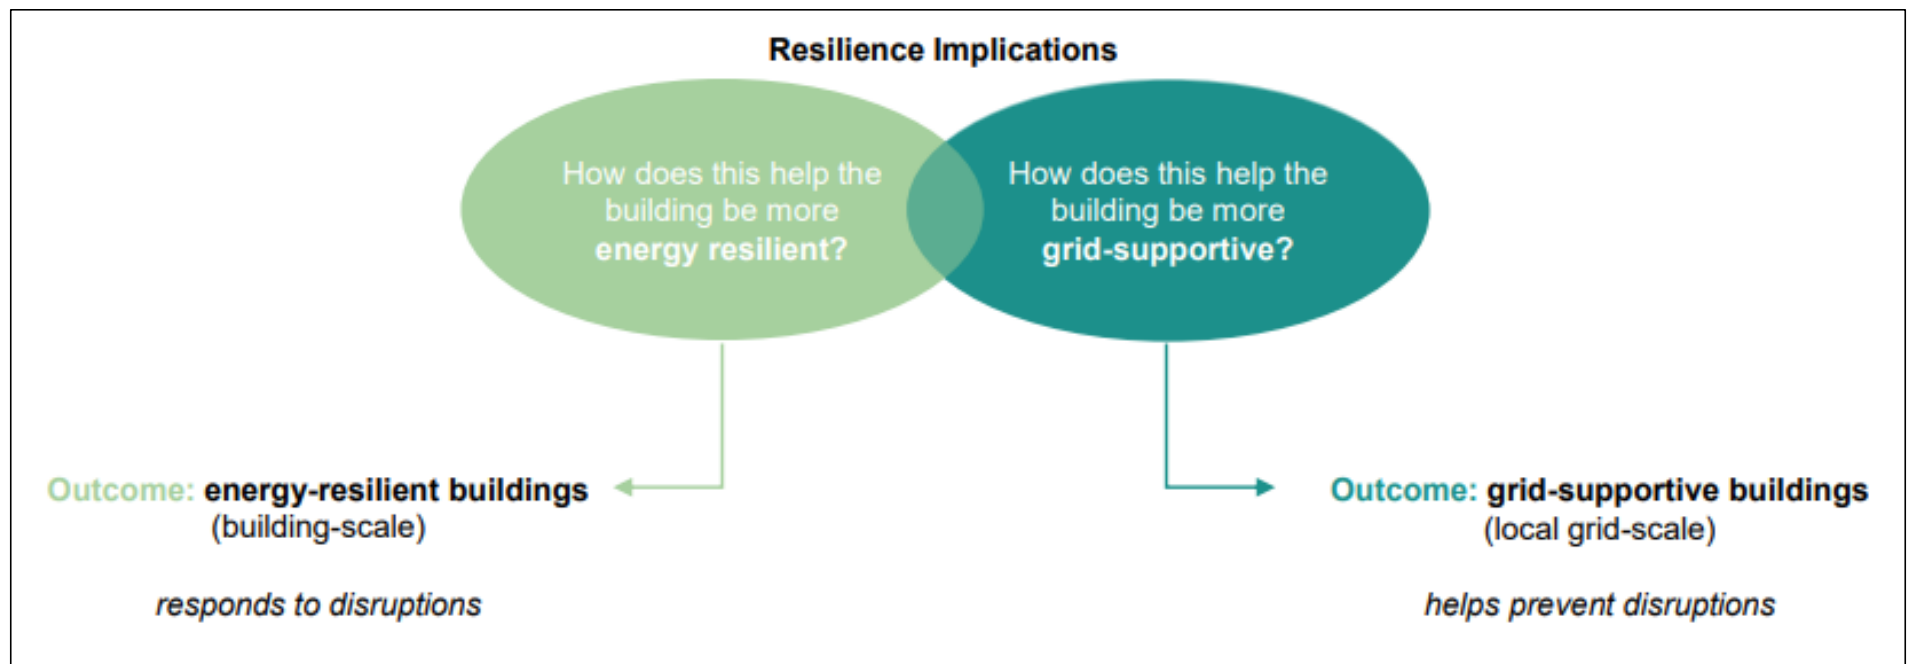 Resilience Implications
How does this help the
building be more
energy resilient?
How does this help the
building be more
grid-supportive?
Outcome: energy-resilient buildings
(building-scale)
responds to disruptions
Outcome: grid-supportive buildings
(local grid-scale)
helps prevent disruptions